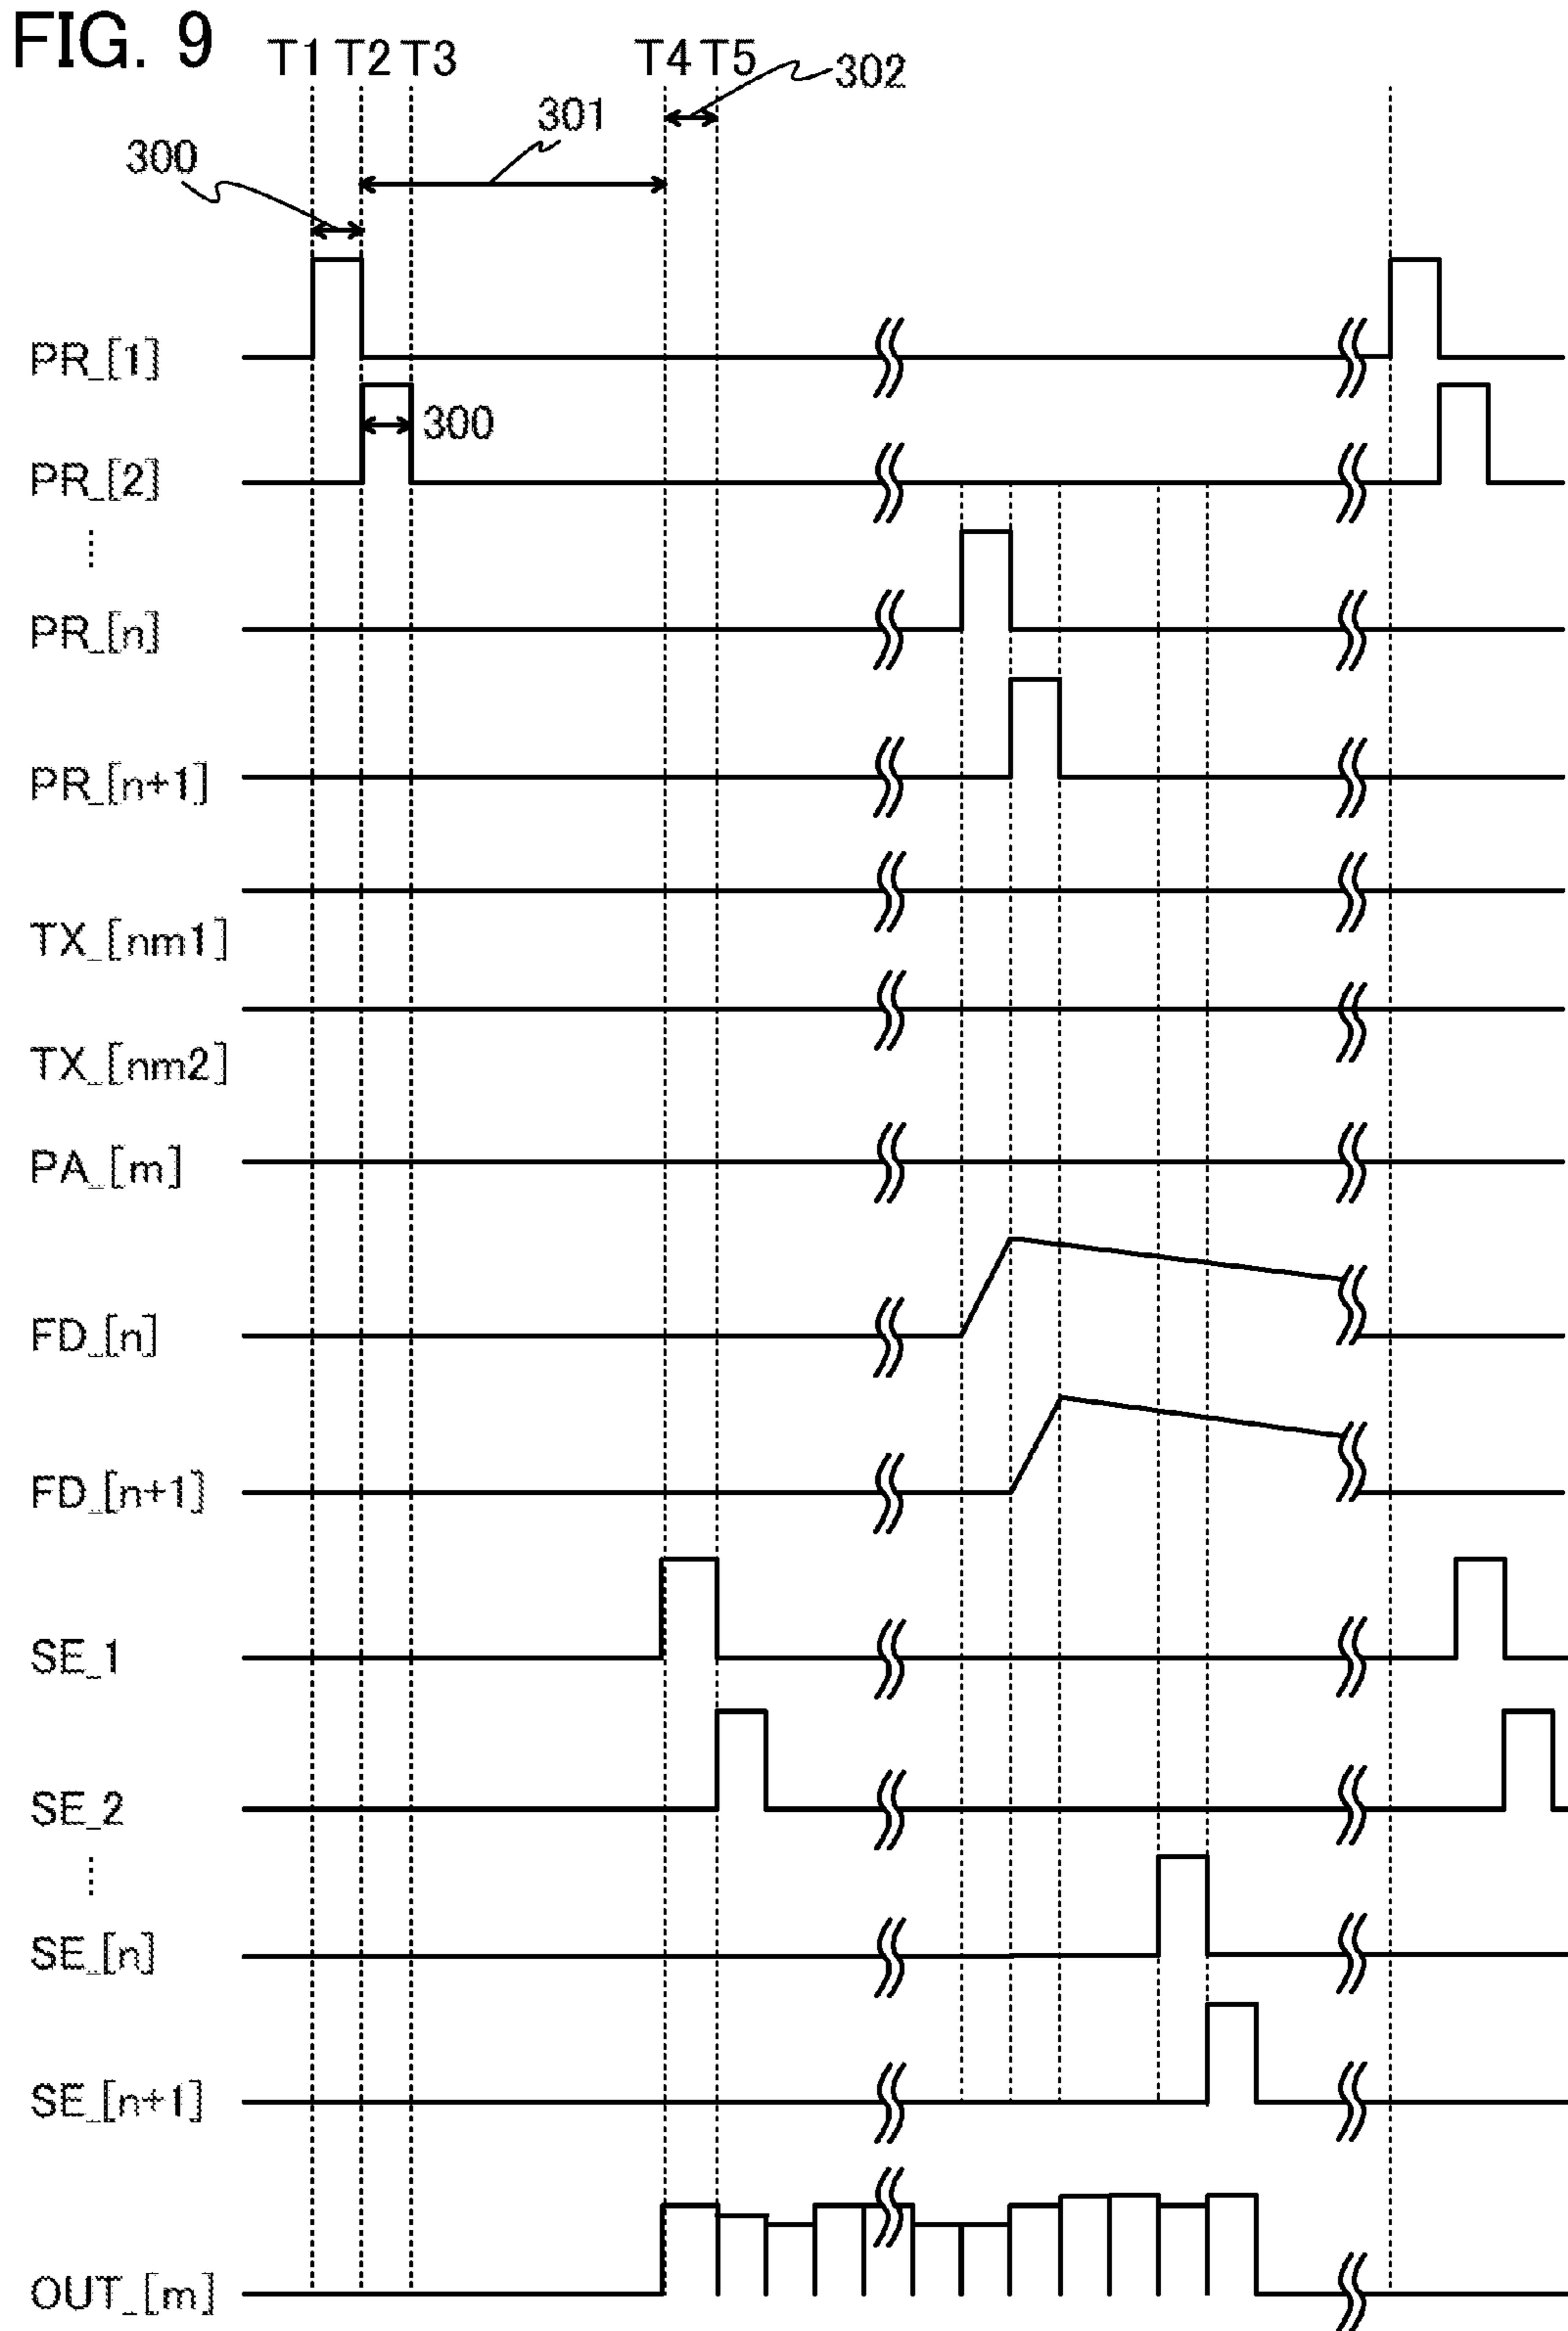 FIG. 9
T1 T2 T3 T4 T5
302
301
300
PR_[1]
300
PR_[2]
⋮
PR_[n]
PR_[n+1]
TX_[nm1]
TX_[nm2]
PA_[m]
FD_[n]
FD_[n+1]
SE_1
SE_2
⋮
SE_[n]
SE_[n+1]
OUT_[m]